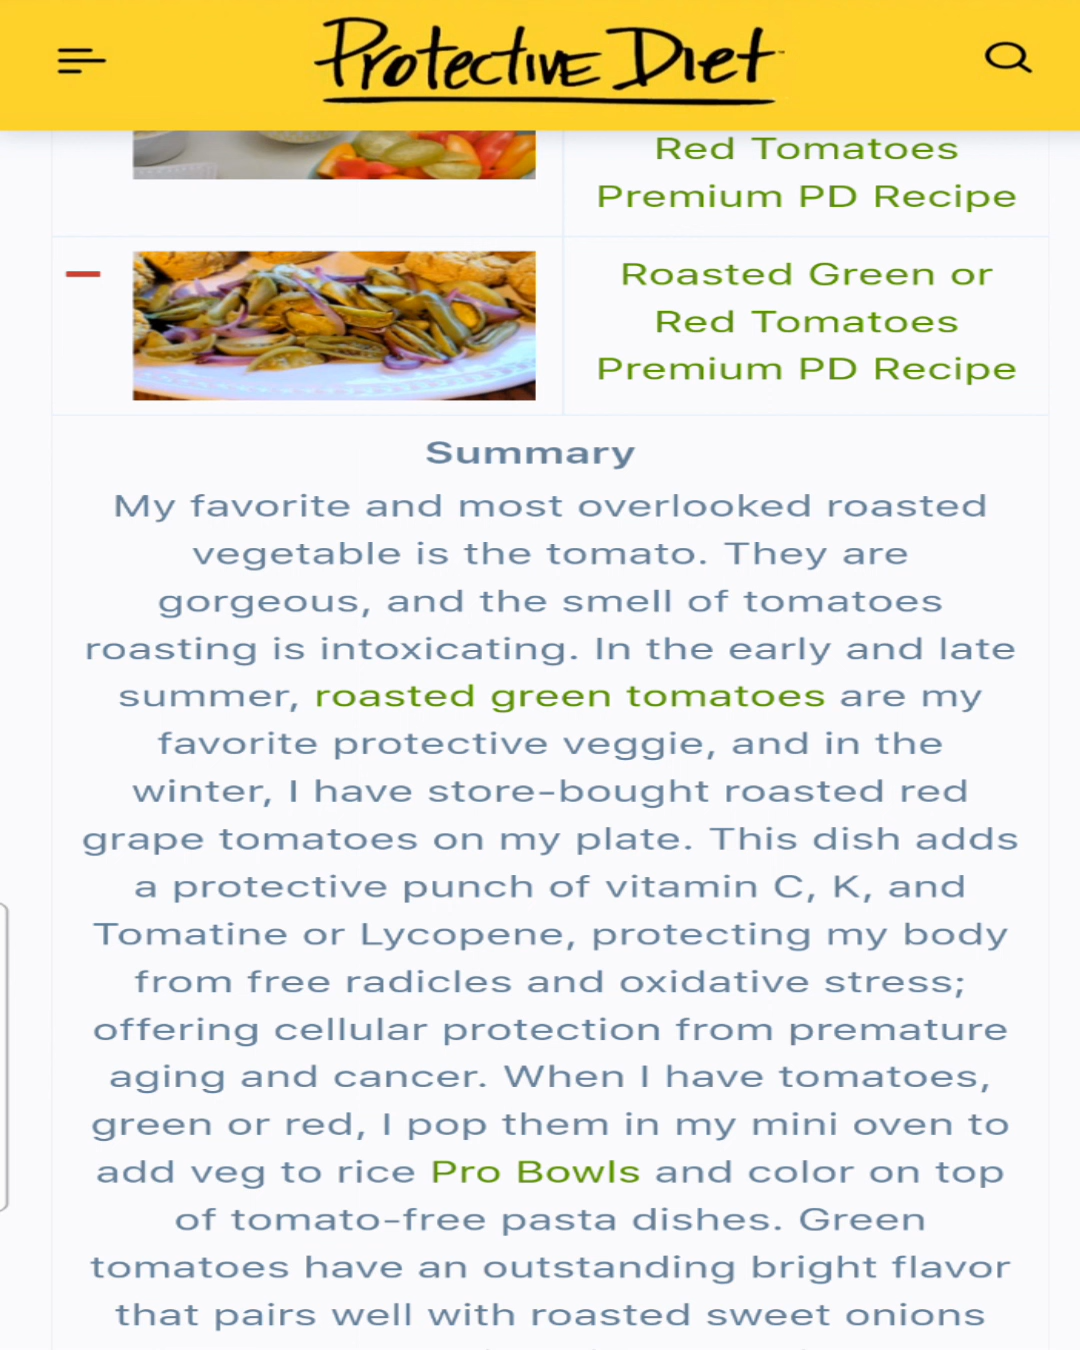 Protective Diet™
Red Tomatoes
Premium PD Recipe
Roasted Green or
Red Tomatoes
Premium PD Recipe
Summary
My favorite and most overlooked roasted
vegetable is the tomato. They are
gorgeous, and the smell of tomatoes
roasting is intoxicating. In the early and late
summer, roasted green tomatoes are my
favorite protective veggie, and in the
winter, I have store-bought roasted red
grape tomatoes on my plate. This dish adds
a protective punch of vitamin C, K, and
Tomatine or Lycopene, protecting my body
from free radicles and oxidative stress;
offering cellular protection from premature
aging and cancer. When I have tomatoes,
green or red, I pop them in my mini oven to
add veg to rice Pro Bowls and color on top
of tomato-free pasta dishes. Green
tomatoes have an outstanding bright flavor
that pairs well with roasted sweet onions